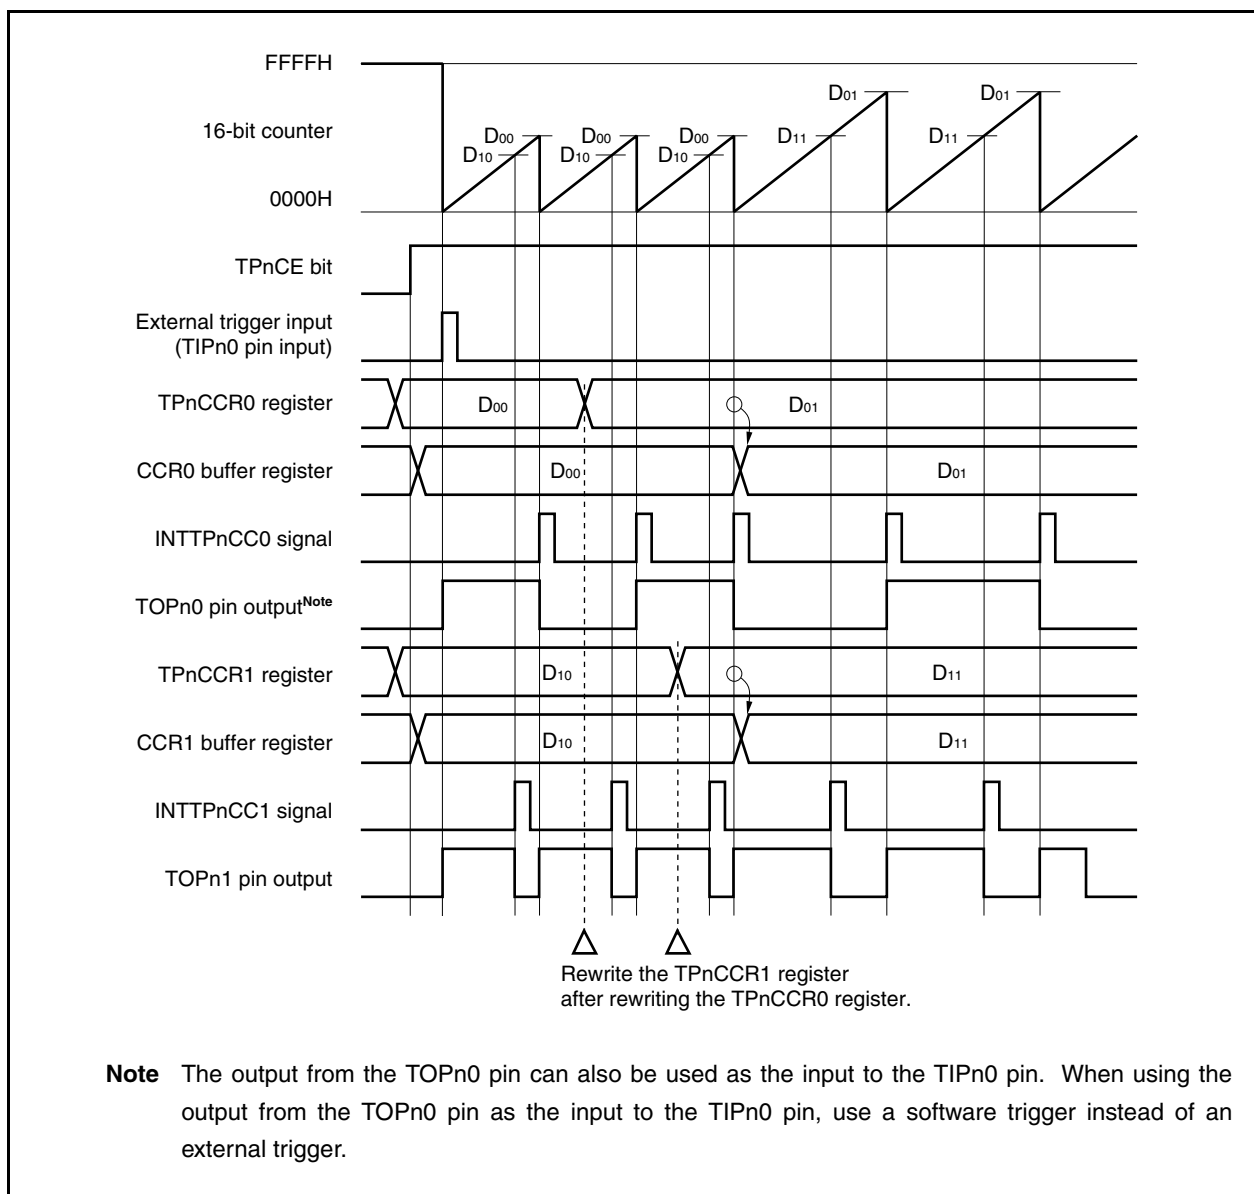 FFFFH
D01
D01
16-bit counter
D00
D00
D00
D11
D11
D10
D10
D10
0000H
TPnCE bit
External trigger input
(TIPn0 pin input)
TPnCCR0 register
D00
D01
CCR0 buffer register
D00
D01
INTTPnCC0 signal
TOPn0 pin outputNote
TPnCCR1 register
D10
D11
CCR1 buffer register
D10
D11
INTTPnCC1 signal
TOPn1 pin output
Rewrite the TPnCCR1 register
after rewriting the TPnCCR0 register.
Note The output from the TOPn0 pin can also be used as the input to the TIPn0 pin. When using the
output from the TOPn0 pin as the input to the TIPn0 pin, use a software trigger instead of an
external trigger.